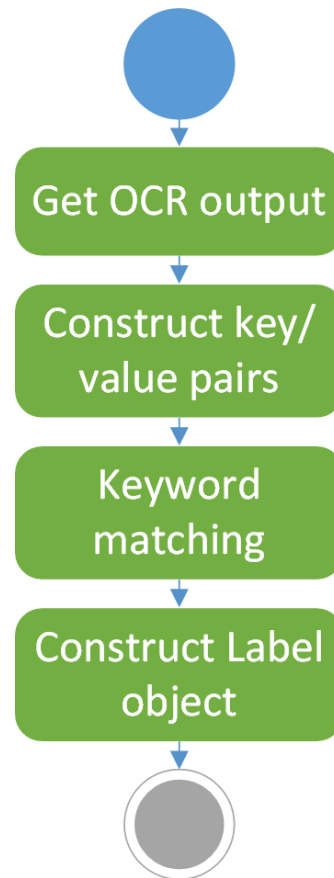 Get OCR output
Construct key/
value pairs
Keyword
matching
Construct Label
object